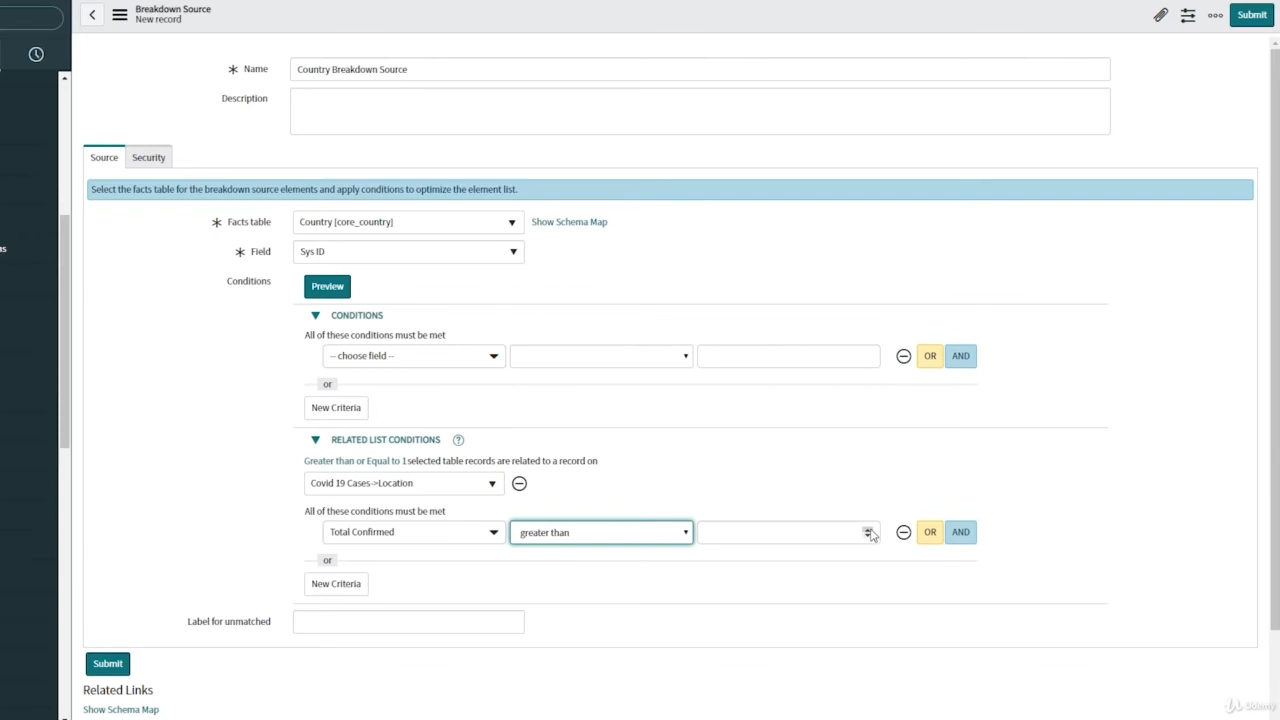 Breakdown Source
New record
Submit
* Name Country Breakdown Source
Description
Source Security
Select the facts table for the breakdown source elements and apply conditions to optimize the element list.
* Facts table Country [core_country] Show Schema Map
* Field Sys ID
Conditions Preview
CONDITIONS
All of these conditions must be met
-- choose field -- OR AND
or
New Criteria
RELATED LIST CONDITIONS ?
Greater than or Equal to 1 selected table records are related to a record on
Covid 19 Cases->Location
All of these conditions must be met
Total Confirmed greater than OR AND
or
New Criteria
Label for unmatched
Submit
Related Links
Show Schema Map
Udemy